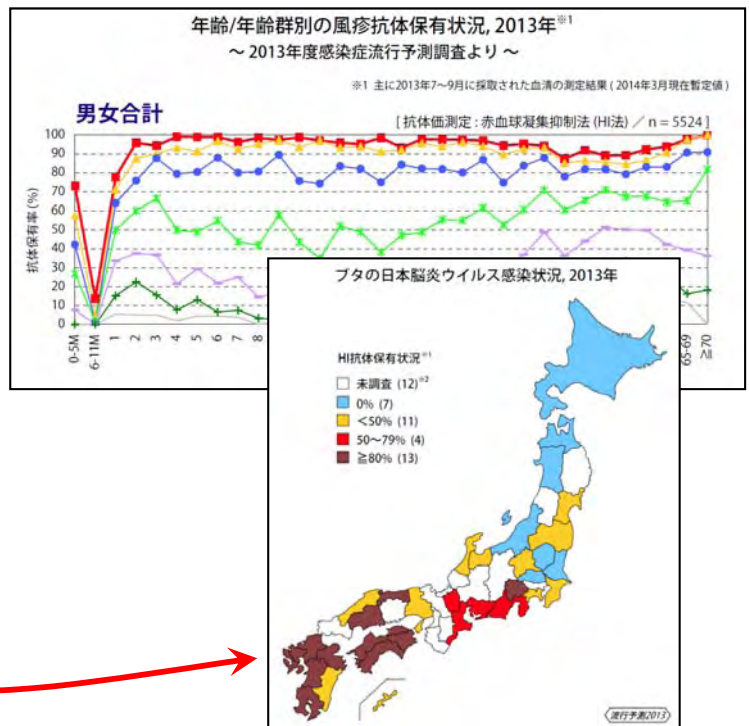 年齢/年齢群別の風疹抗体保有状況, 2013年※1
~ 2013年度感染症流行予測調査より ~
※1 主に2013年7~9月に採取された血清の測定結果 ( 2014年3月現在暫定値 )
男女合計
[ 抗体価測定 : 赤血球凝集抑制法 (HI法) / n = 5524 ]
抗体保有率 (%)
100
90
80
70
60
50
40
30
20
10
0
0-5M
6-11M
1
2
3
4
5
6
7
8
65-69
≧70
ブタの日本脳炎ウイルス感染状況, 2013年
HI抗体保有状況※1
未調査 (12)※2
0% (7)
<50% (11)
50~79% (4)
≧80% (13)
流行予測2013